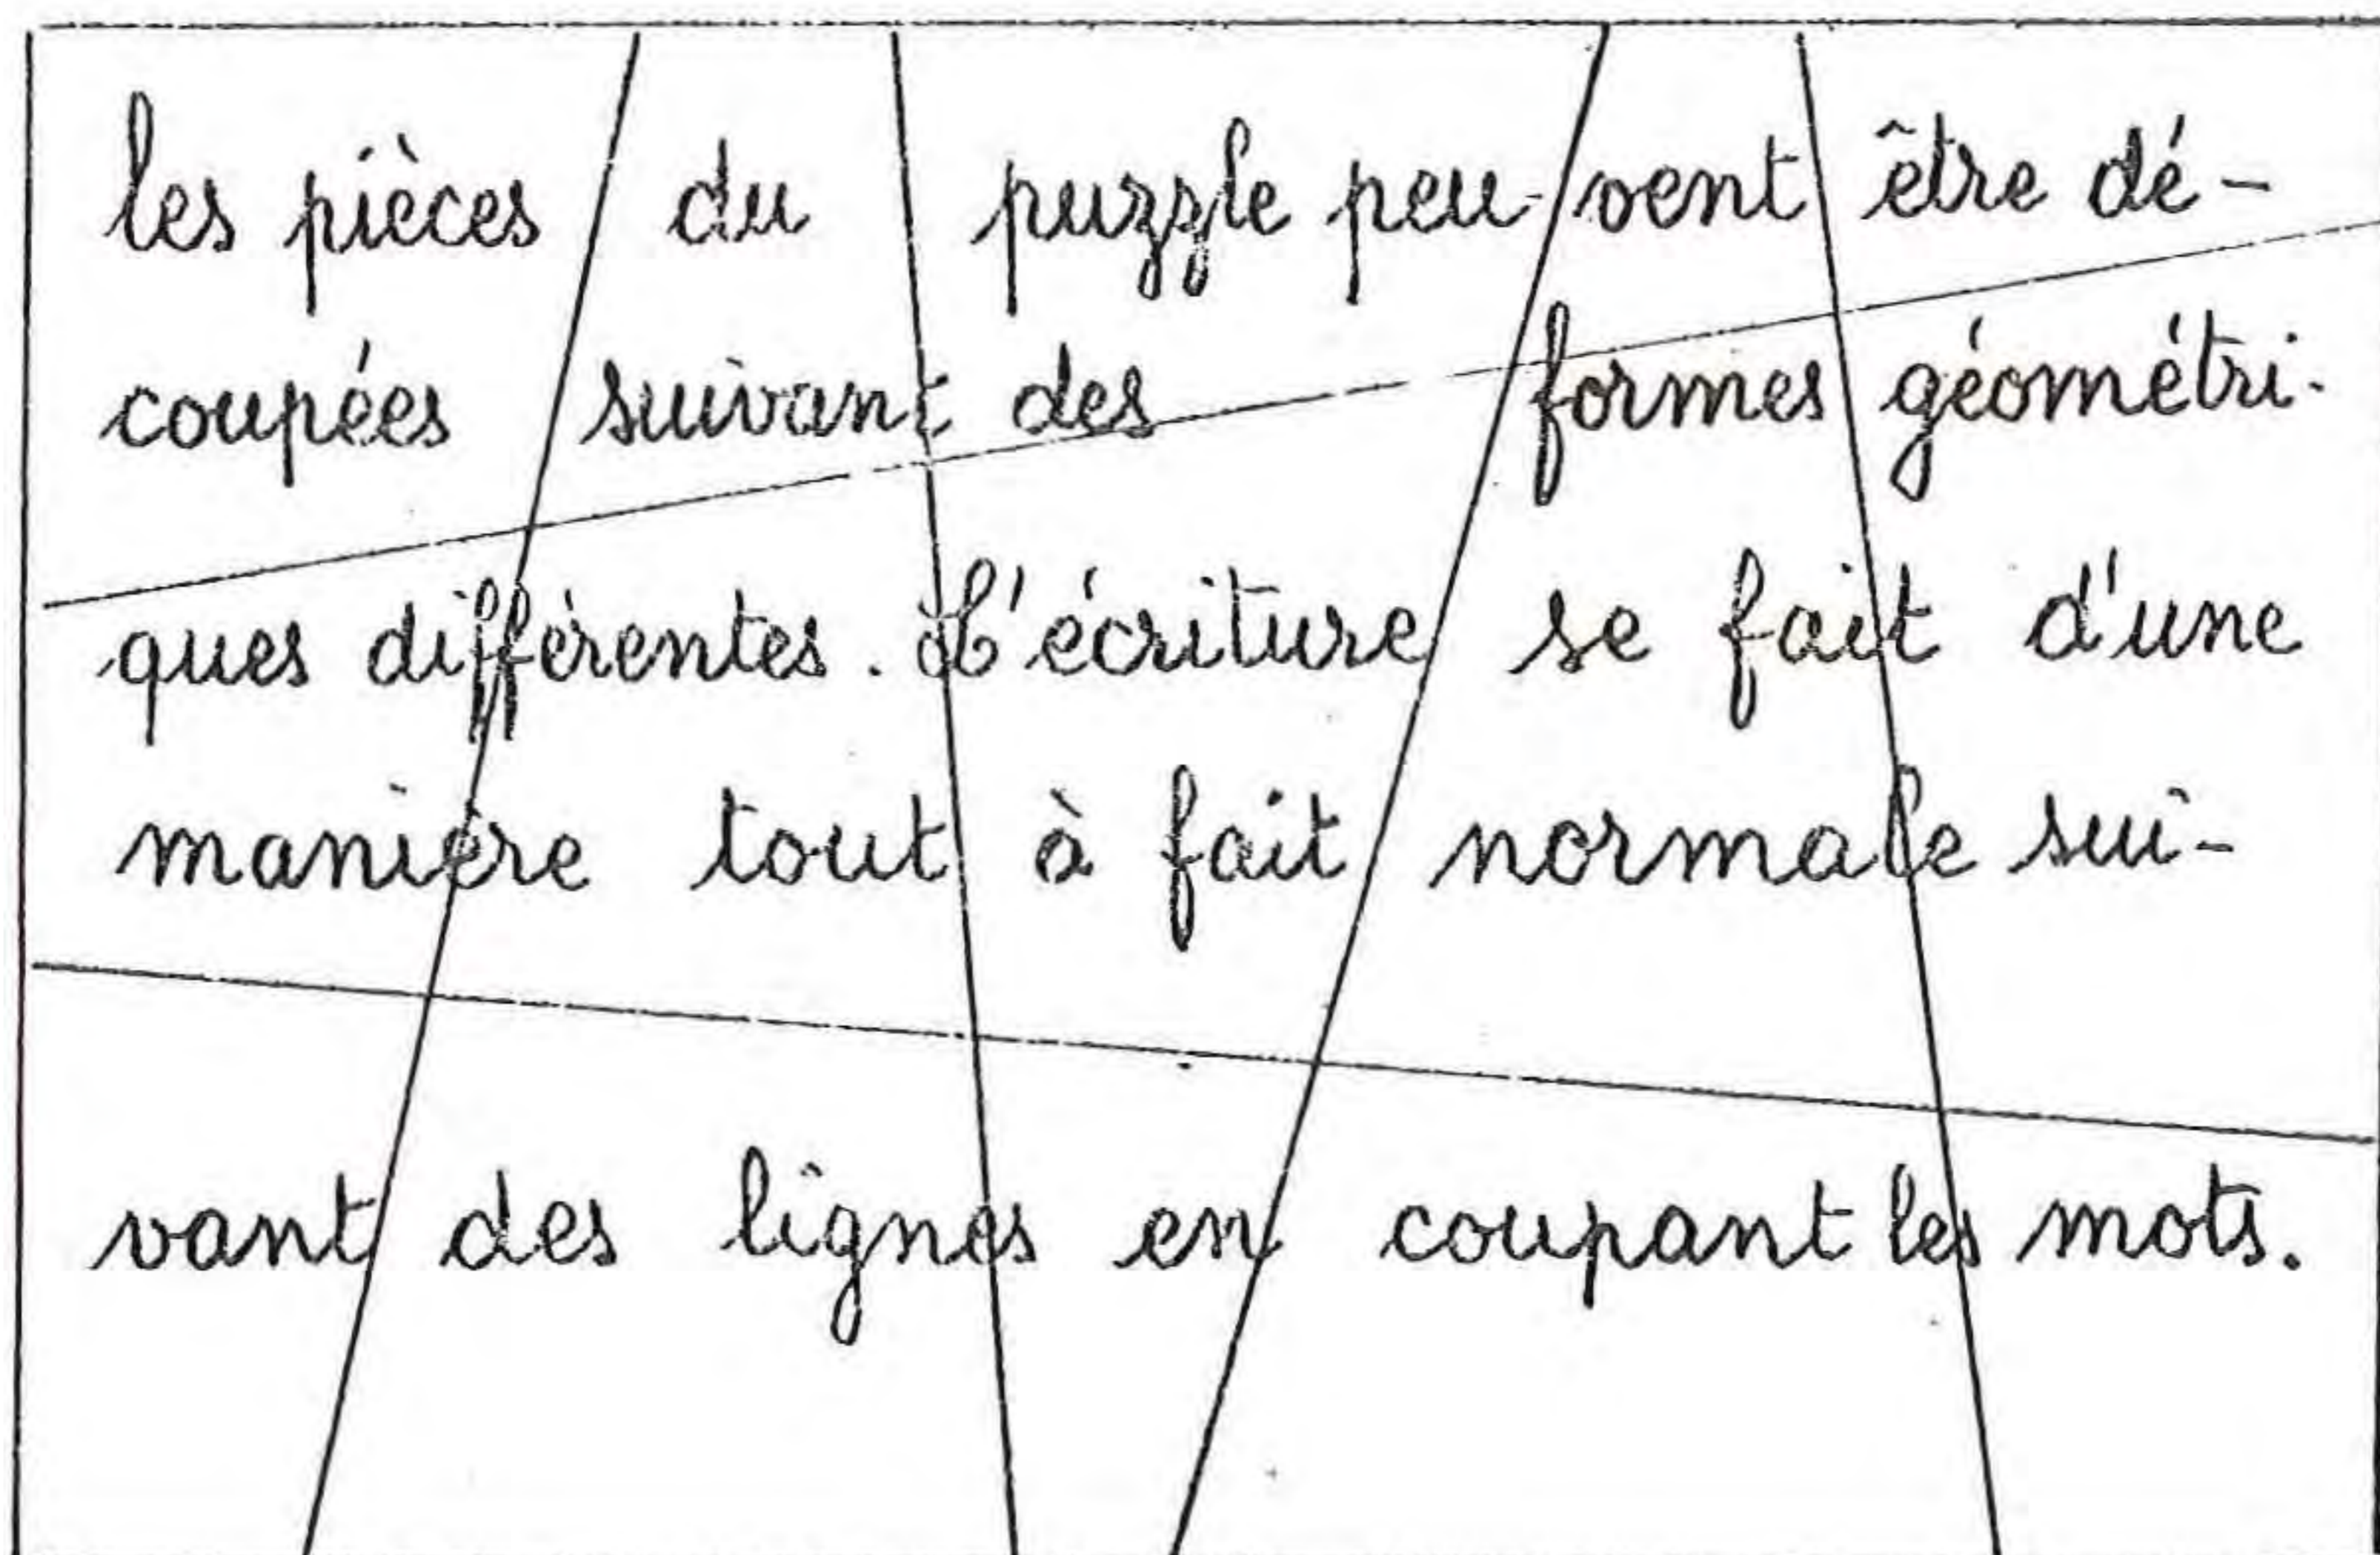 les pièces du puzzle peu-vent être dé-
coupées suivant des formes géométri-
ques différentes. L'écriture se fait d'une
manière tout à fait normale sui-
vant des lignes en coupant les mots.